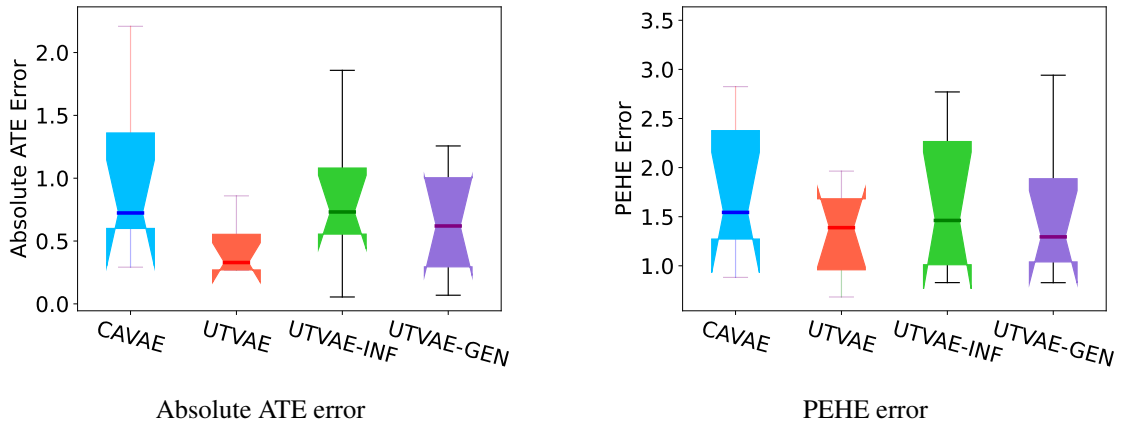 Absolute ATE Error
2.0
1.5
1.0
0.5
0.0
CAVAE
UTVAE
UTVAE-INF
UTVAE-GEN
Absolute ATE error
PEHE Error
3.5
3.0
2.5
2.0
1.5
1.0
CAVAE
UTVAE
UTVAE-INF
UTVAE-GEN
PEHE error